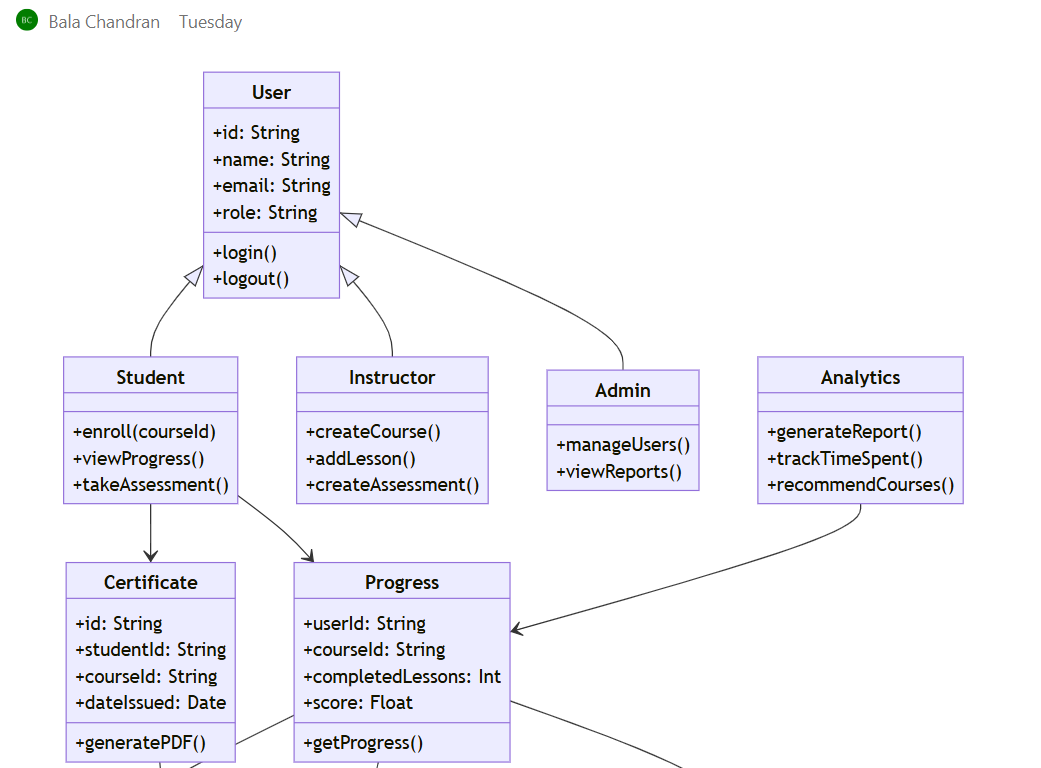 BC
Bala Chandran Tuesday
User
+id: String
+name: String
+email: String
+role: String
+login()
+logout()
Student
+enroll(courseId)
+viewProgress()
+takeAssessment()
Instructor
+createCourse()
+addLesson()
+createAssessment()
Admin
+manageUsers()
+viewReports()
Analytics
+generateReport()
+trackTimeSpent()
+recommendCourses()
Certificate
+id: String
+studentId: String
+courseId: String
+dateIssued: Date
+generatePDF()
Progress
+userId: String
+courseId: String
+completedLessons: Int
+score: Float
+getProgress()